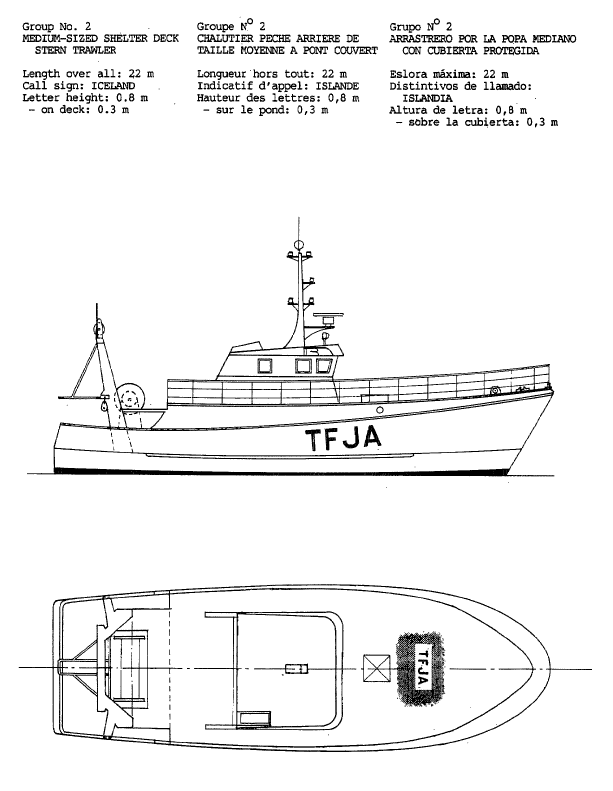 Group No. 2
MEDIUM-SIZED SHELTER DECK
STERN TRAWLER
Length over all: 22 m
Call sign: ICELAND
Letter height: 0.8 m
- on deck: 0.3 m
Groupe Nº 2
CHALUTIER PECHE ARRIERE DE
TAILLE MOYENNE A PONT COUVERT
Longueur hors tout: 22 m
Indicatif d'appel: ISLANDE
Hauteur des lettres: 0,8 m
- sur le pond: 0,3 m
Grupo Nº 2
ARRASTRERO POR LA POPA MEDIANO
CON CUBIERTA PROTEGIDA
Eslora máxima: 22 m
Distintivos de llamado:
ISLANDIA
Altura de letra: 0,8 m
- sobre la cubierta: 0,3 m
TFJA
TFJA